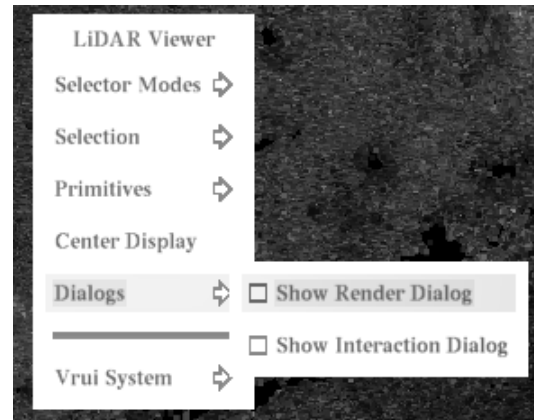 LiDAR Viewer
Selector Modes
Selection
Primitives
Center Display
Dialogs
Show Render Dialog
Show Interaction Dialog
Vrui System